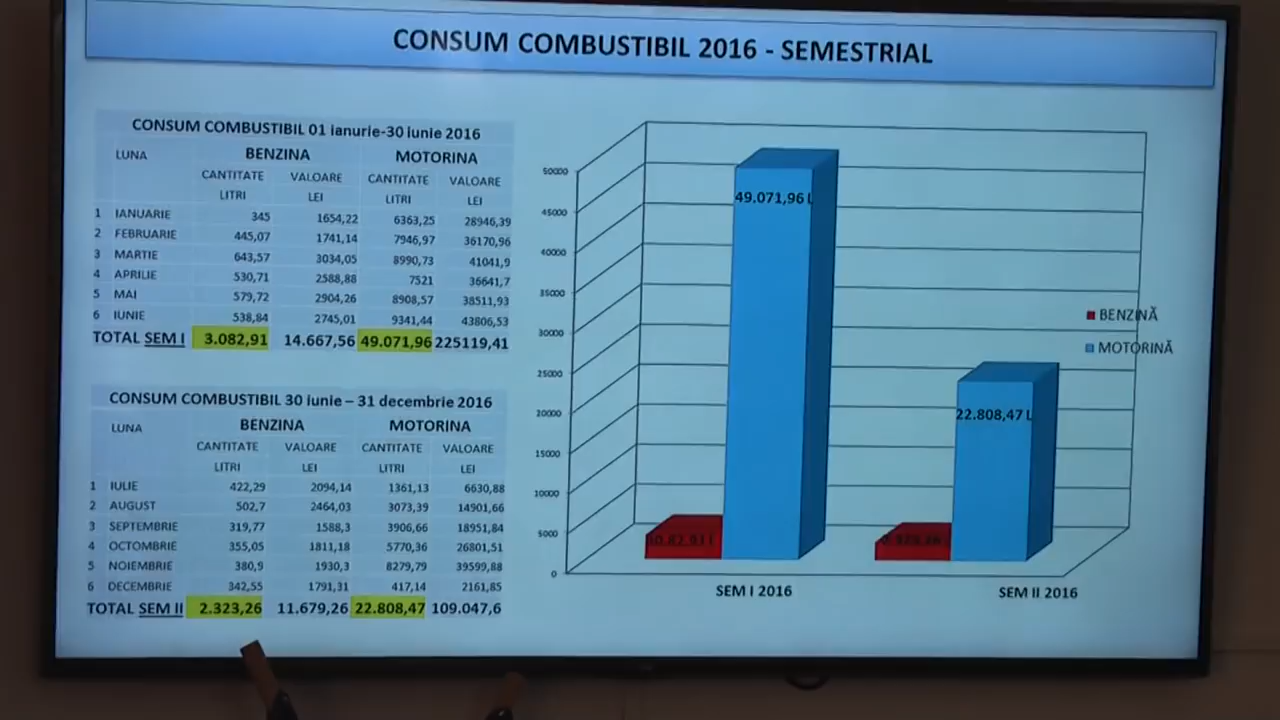 CONSUM COMBUSTIBIL 2016 - SEMESTRIAL
CONSUM COMBUSTIBIL 01 ianurie-30 iunie 2016
LUNA BENZINA MOTORINA
CANTITATE VALOARE CANTITATE VALOARE
LITRI LEI LITRI LEI
1 IANUARIE 345 1654,22 6363,25 28946,39
2 FEBRUARIE 445,07 1741,14 7946,97 36170,96
3 MARTIE 643,57 3034,05 8990,73 41041,9
4 APRILIE 530,71 2588,88 7521 36641,7
5 MAI 579,72 2904,26 8908,57 38511,93
6 IUNIE 538,84 2745,01 9341,44 43806,53
TOTAL SEM I 3.082,91 14.667,56 49.071,96 225119,41
CONSUM COMBUSTIBIL 30 iunie – 31 decembrie 2016
LUNA BENZINA MOTORINA
CANTITATE VALOARE CANTITATE VALOARE
LITRI LEI LITRI LEI
1 IULIE 422,29 2094,14 1361,13 6630,88
2 AUGUST 502,7 2464,03 3073,39 14901,66
3 SEPTEMBRIE 319,77 1588,3 3906,66 18951,84
4 OCTOMBRIE 355,05 1811,18 5770,36 26801,51
5 NOIEMBRIE 380,9 1930,3 8279,79 39599,88
6 DECEMBRIE 342,55 1791,31 417,14 2161,85
TOTAL SEM II 2.323,26 11.679,26 22.808,47 109.047,6
50000
45000
40000
35000
30000
25000
20000
15000
10000
5000
0
49.071,96 L
22.808,47 L
SEM I 2016
SEM II 2016
BENZINĂ
MOTORINĂ